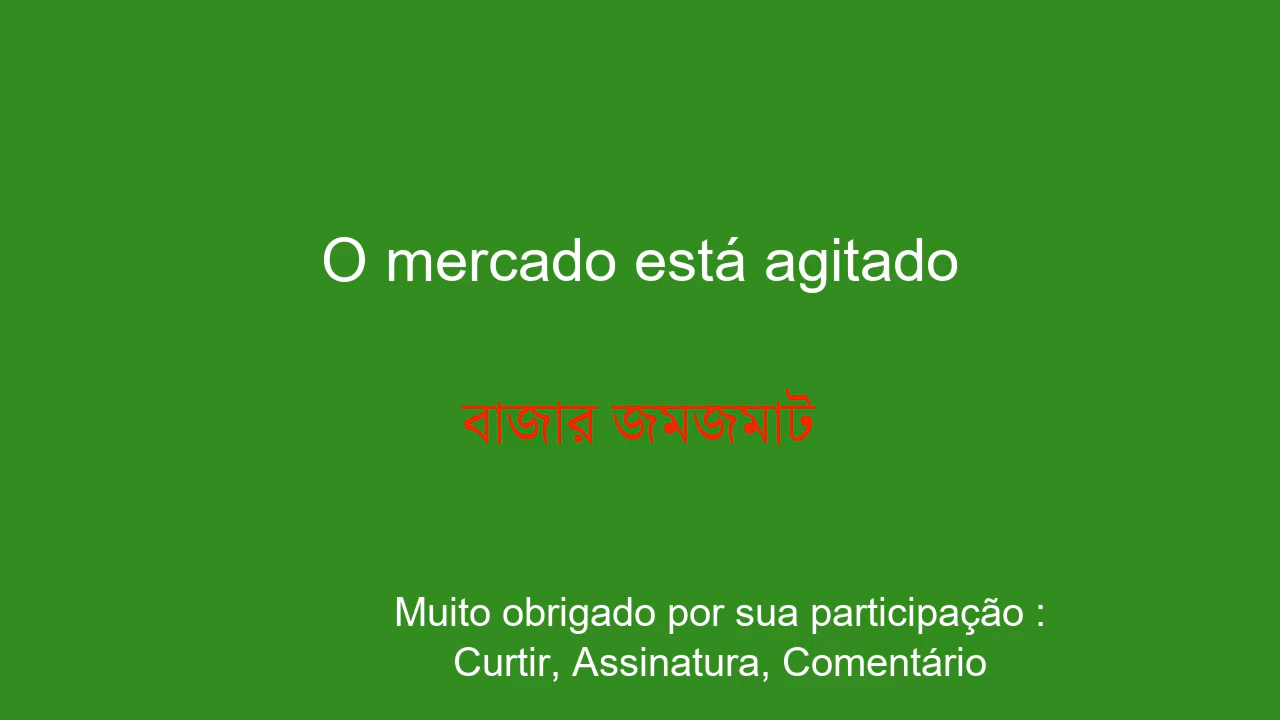 O mercado está agitado
বাজার জমজমাট
Muito obrigado por sua participação :
Curtir, Assinatura, Comentário